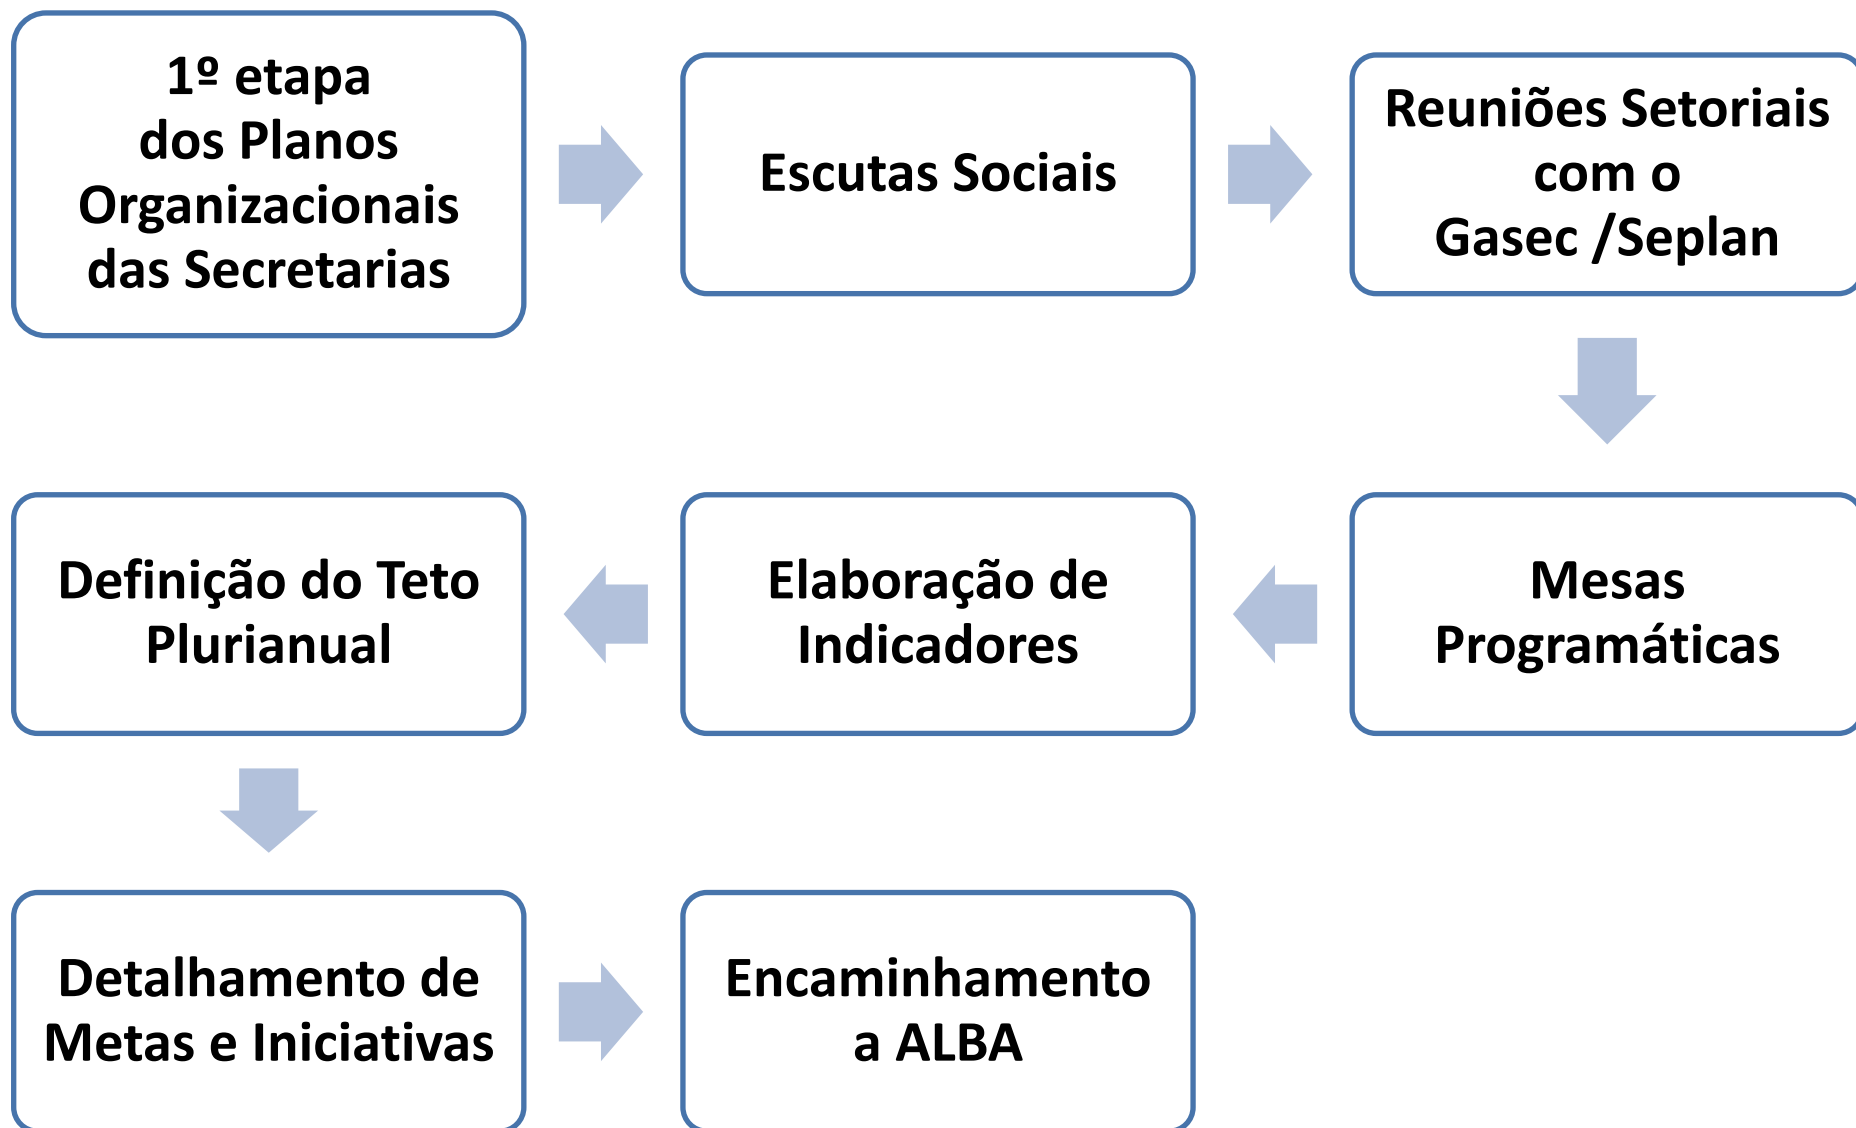 1º etapa
dos Planos
Organizacionais
das Secretarias
Escutas Sociais
Reuniões Setoriais
com o
Gasec /Seplan
Mesas
Programáticas
Elaboração de
Indicadores
Definição do Teto
Plurianual
Detalhamento de
Metas e Iniciativas
Encaminhamento
a ALBA